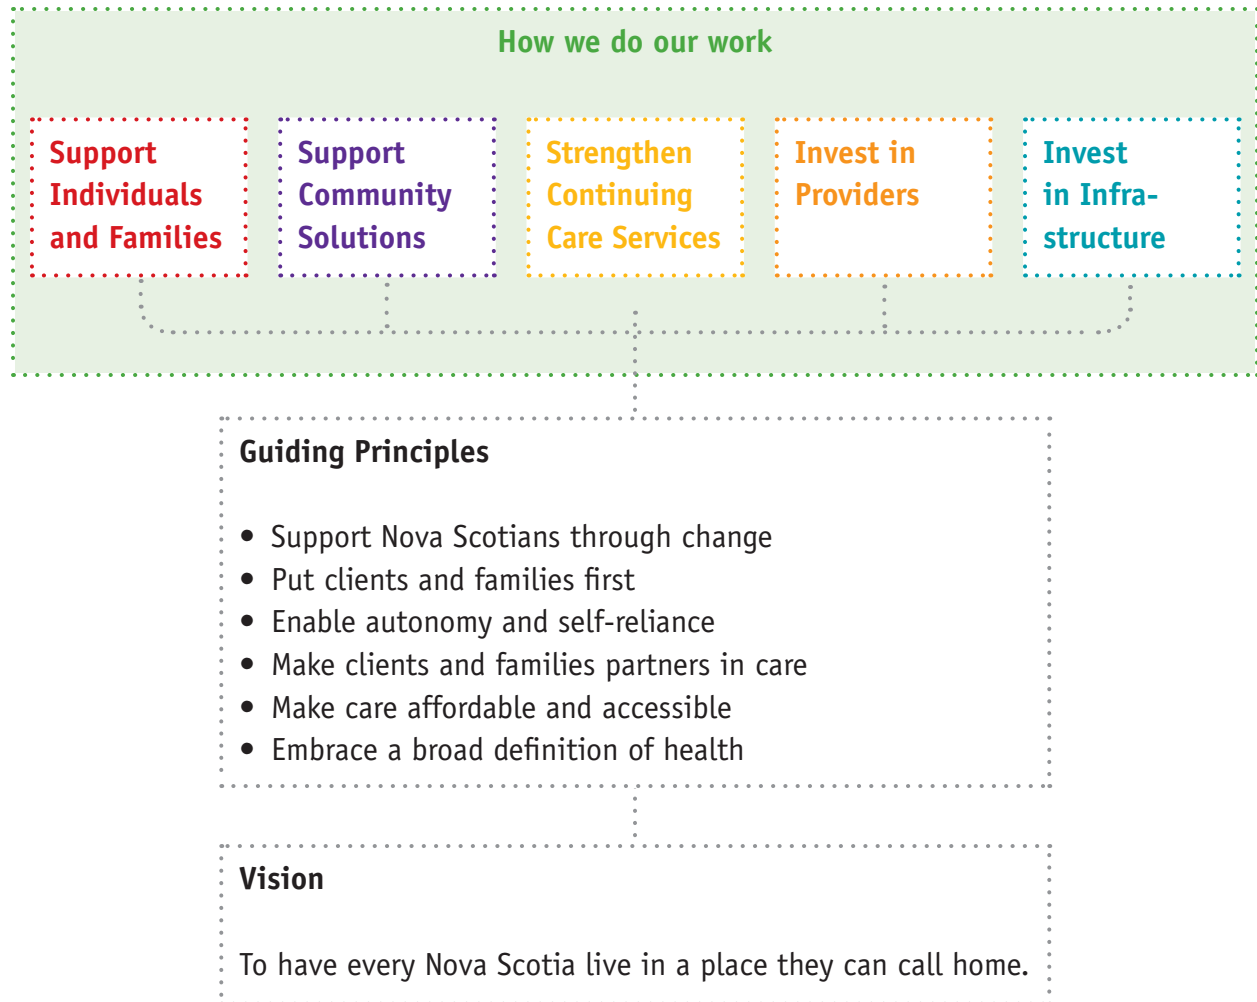 How we do our work
Support
Individuals
and Families
Support
Community
Solutions
Strengthen
Continuing
Care Services
Invest in
Providers
Invest
in Infra-
structure
Guiding Principles
• Support Nova Scotians through change
• Put clients and families first
• Enable autonomy and self-reliance
• Make clients and families partners in care
• Make care affordable and accessible
• Embrace a broad definition of health
Vision
To have every Nova Scotia live in a place they can call home.